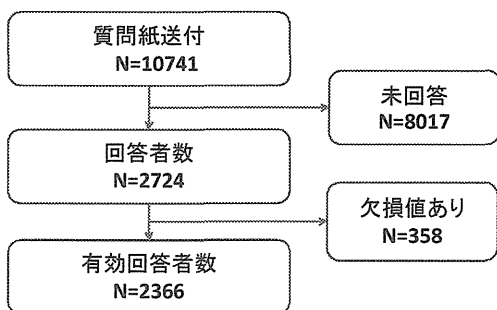 質問紙送付
N=10741
未回答
N=8017
回答者数
N=2724
欠損値あり
N=358
有効回答者数
N=2366